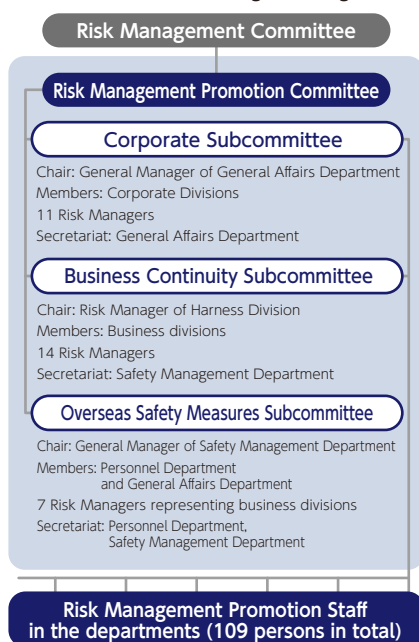 Risk Management Committee
Risk Management Promotion Committee
Corporate Subcommittee
Chair: General Manager of General Affairs Department
Members: Corporate Divisions
11 Risk Managers
Secretariat: General Affairs Department
Business Continuity Subcommittee
Chair: Risk Manager of Harness Division
Members: Business divisions
14 Risk Managers
Secretariat: Safety Management Department
Overseas Safety Measures Subcommittee
Chair: General Manager of Safety Management Department
Members: Personnel Department
and General Affairs Department
7 Risk Managers representing business divisions
Secretariat: Personnel Department,
Safety Management Department
Risk Management Promotion Staff
in the departments (109 persons in total)